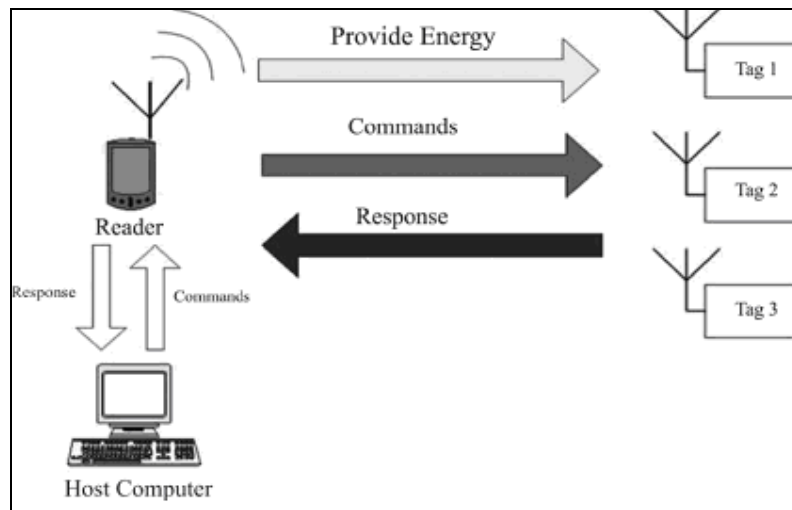 Provide Energy
Tag 1
Commands
Tag 2
Response
Reader
Tag 3
Response
Commands
Host Computer